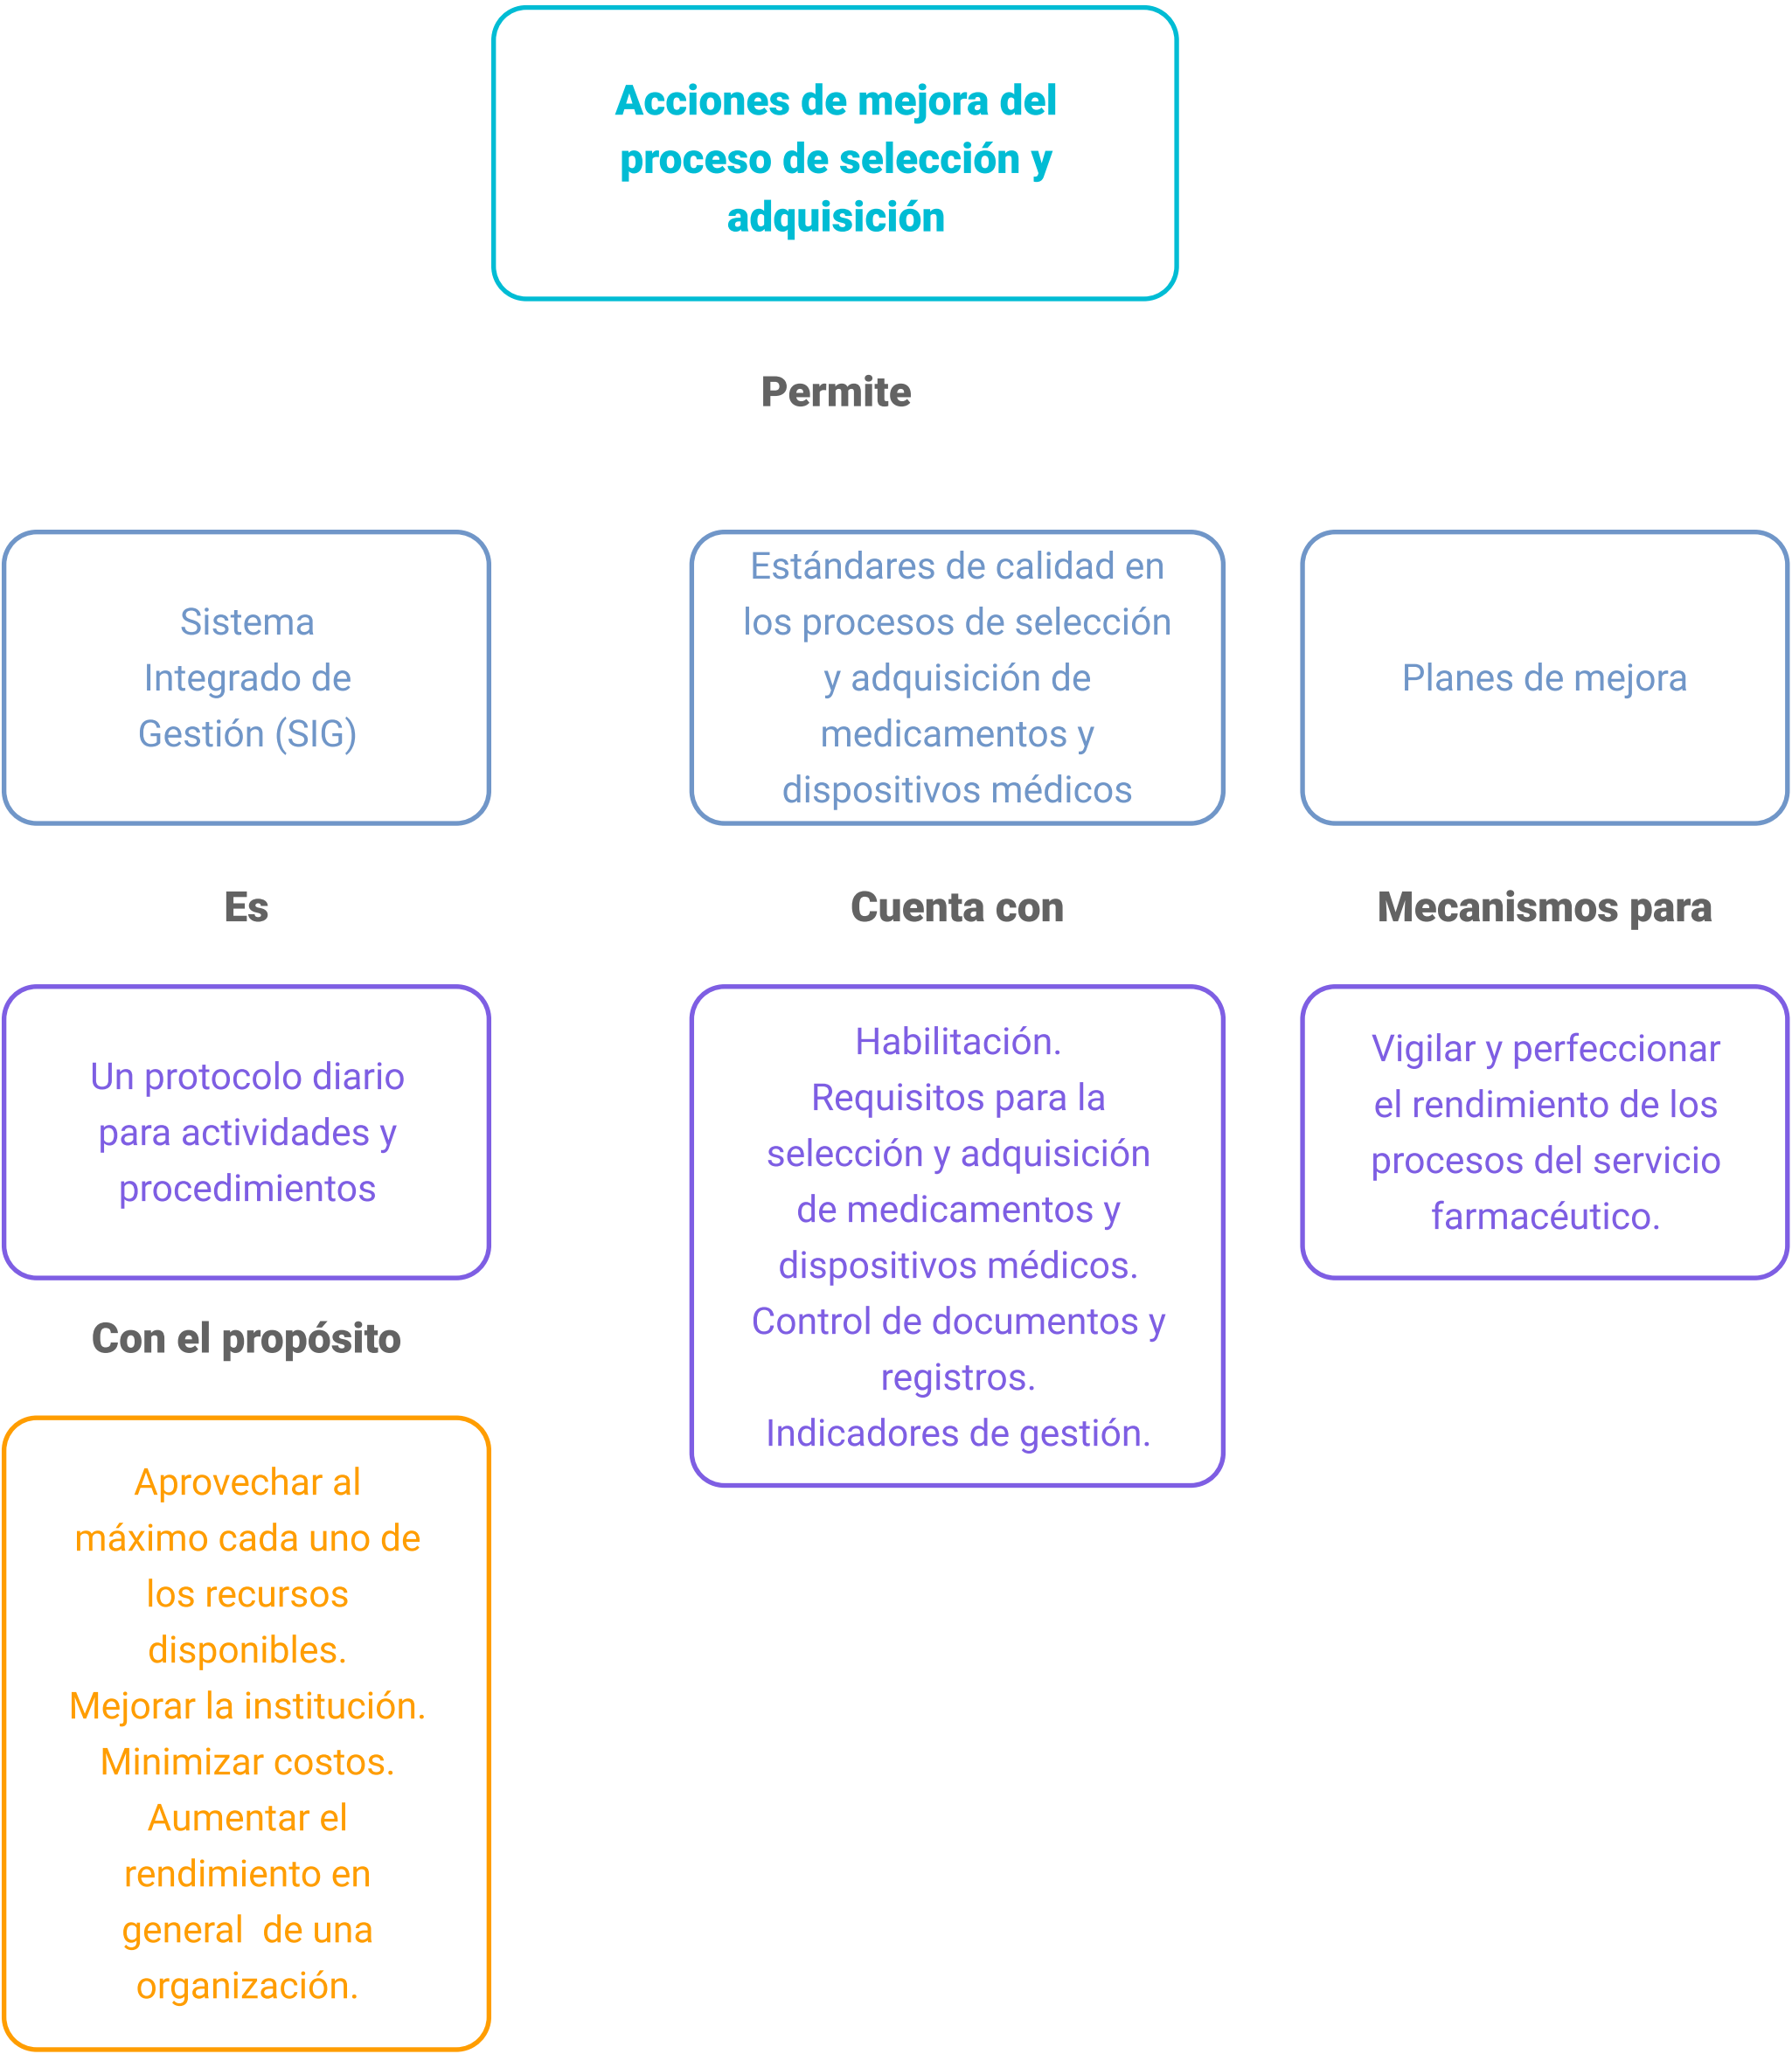 Acciones de mejora del
proceso de selección y
adquisición
Permite
Sistema
Integrado de
Gestión (SIG)
Estándares de calidad en
los procesos de selección
y adquisición de
medicamentos y
dispositivos médicos
Planes de mejora
Es
Cuenta con
Mecanismos para
Un protocolo diario
para actividades y
procedimientos
Habilitación.
Requisitos para la
selección y adquisición
de medicamentos y
dispositivos médicos.
Control de documentos y
registros.
Indicadores de gestión.
Vigilar y perfeccionar
el rendimiento de los
procesos del servicio
farmacéutico.
Con el propósito
Aprovechar al
máximo cada uno de
los recursos
disponibles.
Mejorar la institución.
Minimizar costos.
Aumentar el
rendimiento en
general  de una
organización.